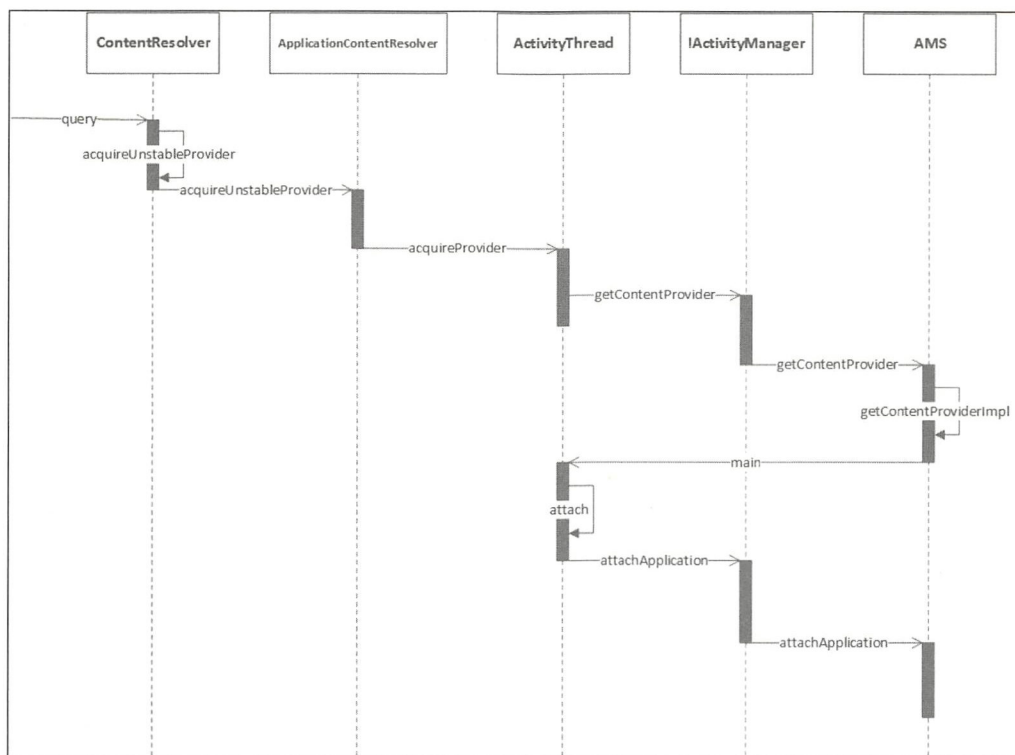 ContentResolver
ApplicationContentResolver
ActivityThread
IActivityManager
AMS
query
acquireUnstableProvider
acquireUnstableProvider
acquireProvider
getContentProvider
getContentProvider
getContentProviderImpl
main
attach
attachApplication
attachApplication